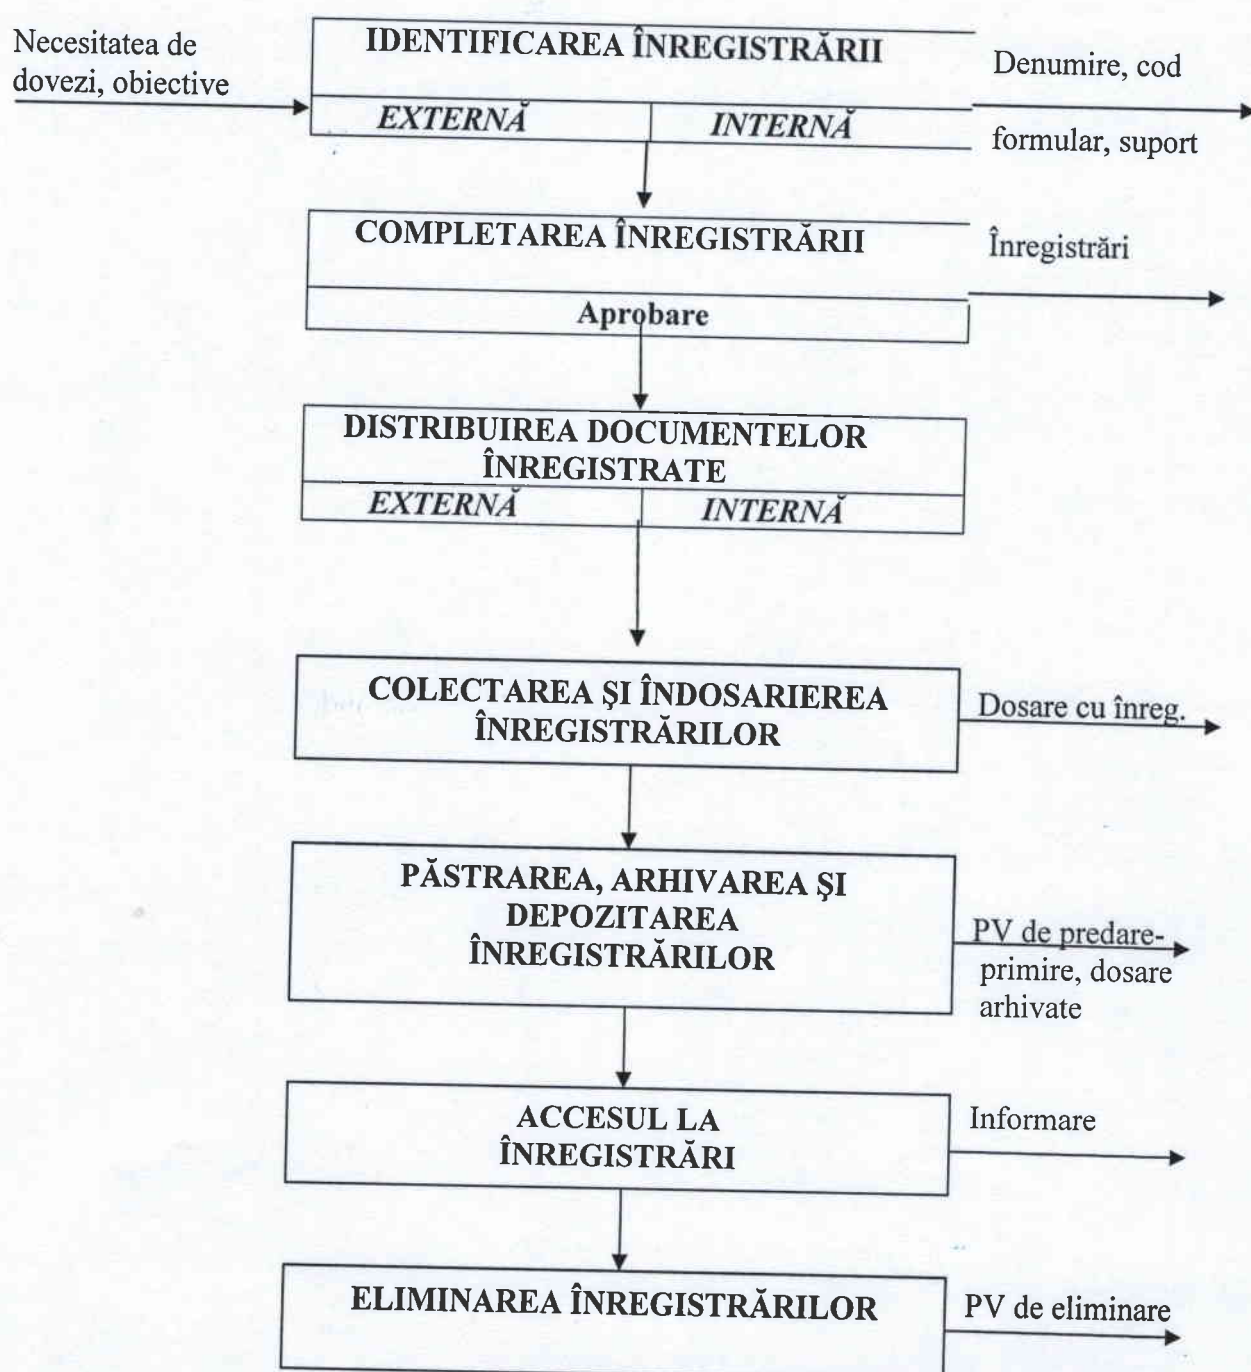 Necesitatea de
dovezi, obiective
IDENTIFICAREA ÎNREGISTRĂRII
EXTERNĂ
INTERNĂ
Denumire, cod
formular, suport
COMPLETAREA ÎNREGISTRĂRII
Aprobare
Înregistrări
DISTRIBUIREA DOCUMENTELOR
ÎNREGISTRATE
EXTERNĂ
INTERNĂ
COLECTAREA ŞI ÎNDOSARIEREA
ÎNREGISTRĂRILOR
Dosare cu înreg.
PĂSTRAREA, ARHIVAREA ŞI
DEPOZITAREA
ÎNREGISTRĂRILOR
PV de predare-
primire, dosare
arhivate
ACCESUL LA
ÎNREGISTRĂRI
Informare
ELIMINAREA ÎNREGISTRĂRILOR
PV de eliminare